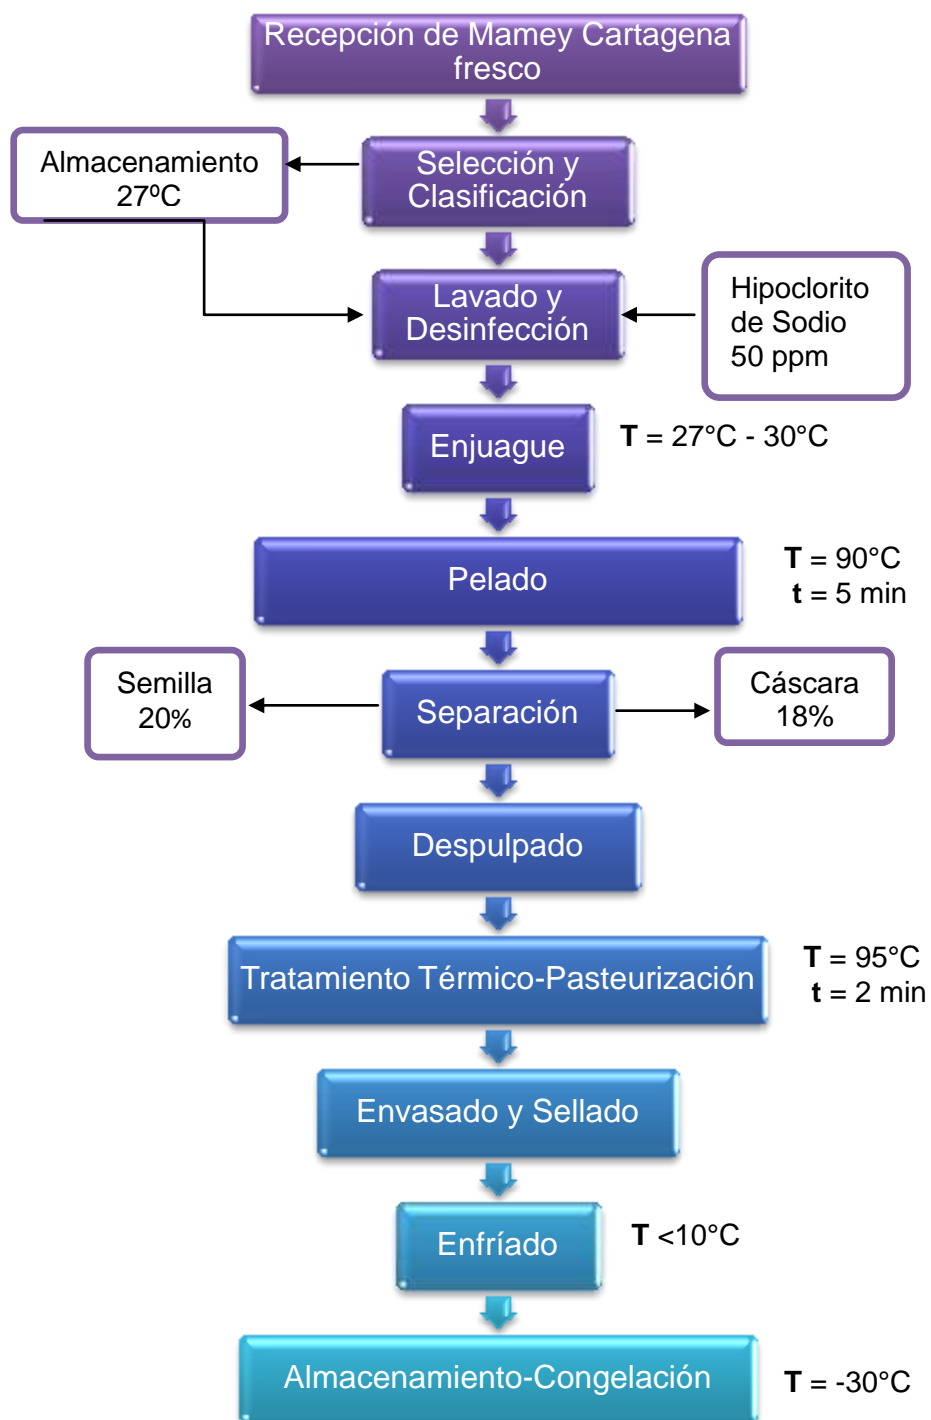 Recepción de Mamey Cartagena
fresco
Almacenamiento
27ºC
Selección y
Clasificación
Lavado y
Desinfección
Hipoclorito
de Sodio
50 ppm
Enjuague
T = 27°C - 30°C
Pelado
T = 90°C
t = 5 min
Semilla
20%
Separación
Cáscara
18%
Despulpado
Tratamiento Térmico-Pasteurización
T = 95°C
t = 2 min
Envasado y Sellado
Enfríado
T <10°C
Almacenamiento-Congelación
T = -30°C